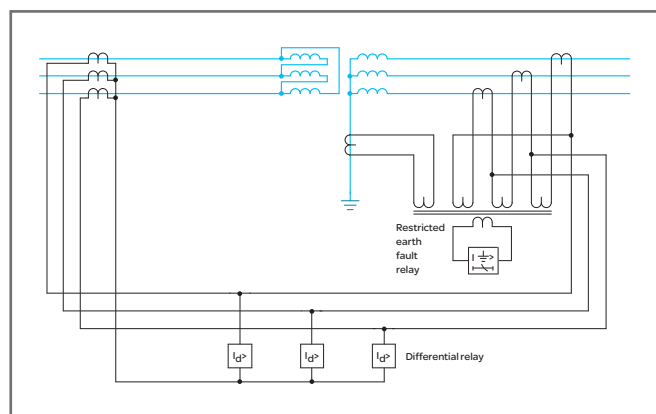 Restricted
earth
fault
relay
I >
Id>
Id>
Id>
Differential relay